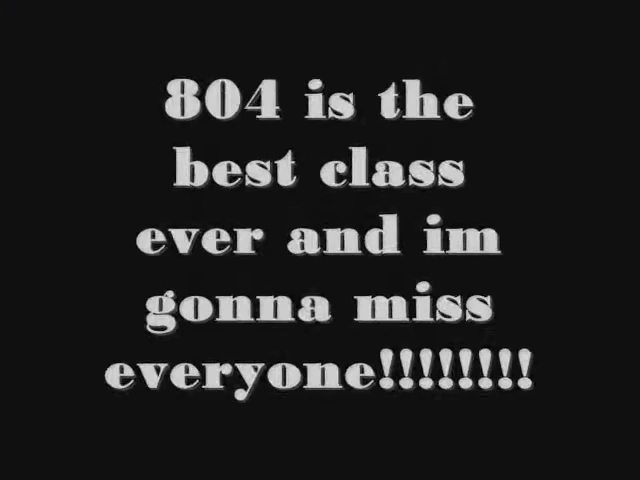 804 is the
best class
ever and im
gonna miss
everyone!!!!!!!!